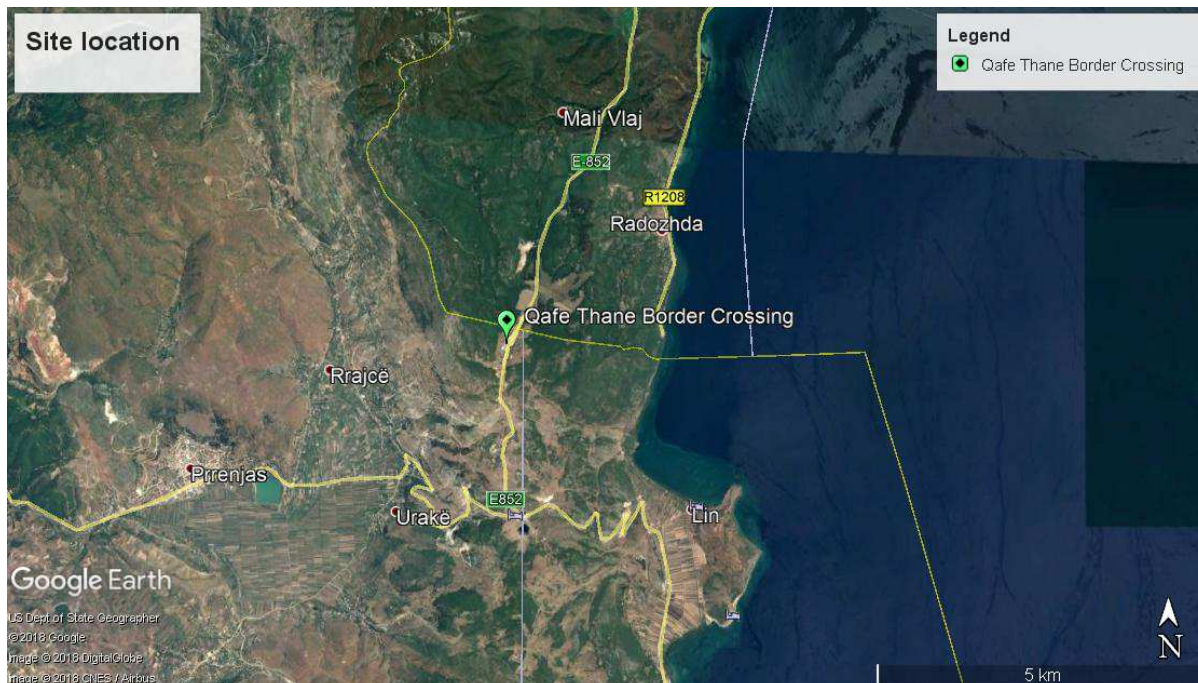 Site location
Legend
Qafe Thane Border Crossing
Mali Vlaj
E-852
R1208
Radozhda
Qafe Thane Border Crossing
Rrajcë
Prrenjas
E852
Urakë
Lin
Google Earth
US Dept of State Geographer
©2018 Google
Image © 2018 DigitalGlobe
Image © 2018 CNES / Airbus
N
5 km